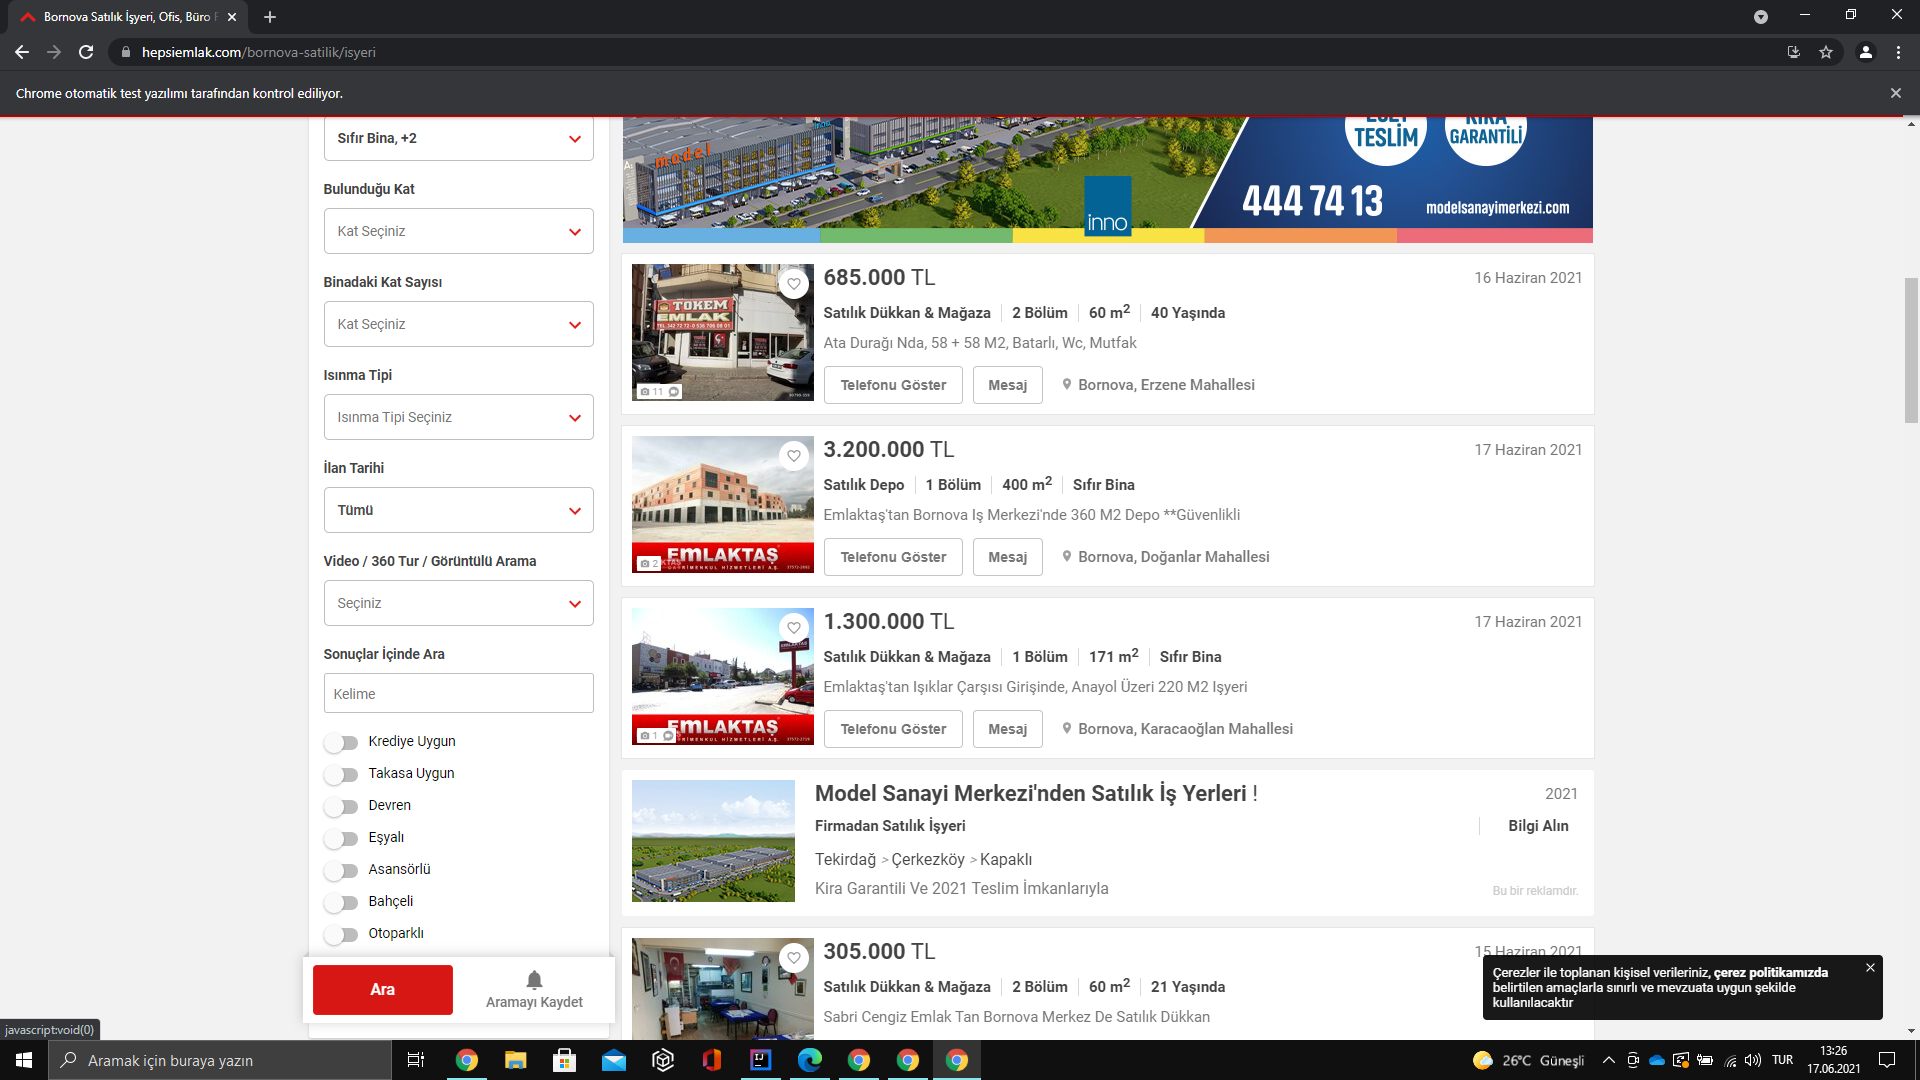 Bornova Satılık İşyeri, Ofis, Büro
hepsiemlak.com/bornova-satilik/isyeri
Chrome otomatik test yazılımı tarafından kontrol ediliyor.
Sıfır Bina, +2
Bulunduğu Kat
Kat Seçiniz
Binadaki Kat Sayısı
Kat Seçiniz
Isınma Tipi
Isınma Tipi Seçiniz
İlan Tarihi
Tümü
Video / 360 Tur / Görüntülü Arama
Seçiniz
Sonuçlar İçinde Ara
Kelime
Krediye Uygun
Takasa Uygun
Devren
Eşyalı
Asansörlü
Bahçeli
Otoparklı
Ara
Aramayı Kaydet
javascript:void(0)
model
inno
TESLİM
KİRA
GARANTİLİ
444 74 13
modelsanayimerkezi.com
TOKEM
EMLAK
11
685.000 TL
16 Haziran 2021
Satılık Dükkan & Mağaza 2 Bölüm 60 m2 40 Yaşında
Ata Durağı Nda, 58 + 58 M2, Batarlı, Wc, Mutfak
Telefonu Göster Mesaj Bornova, Erzene Mahallesi
EMLAKTAŞ
2
3.200.000 TL
17 Haziran 2021
Satılık Depo 1 Bölüm 400 m2 Sıfır Bina
Emlaktaş'tan Bornova Iş Merkezi'nde 360 M2 Depo **Güvenlikli
Telefonu Göster Mesaj Bornova, Doğanlar Mahallesi
EMLAKTAŞ
1
1.300.000 TL
17 Haziran 2021
Satılık Dükkan & Mağaza 1 Bölüm 171 m2 Sıfır Bina
Emlaktaş'tan Işıklar Çarşısı Girişinde, Anayol Üzeri 220 M2 Işyeri
Telefonu Göster Mesaj Bornova, Karacaoğlan Mahallesi
Model Sanayi Merkezi'nden Satılık İş Yerleri !
2021
Firmadan Satılık İşyeri
Bilgi Alın
Tekirdağ > Çerkezköy > Kapaklı
Kira Garantili Ve 2021 Teslim İmkanlarıyla
Bu bir reklamdır.
305.000 TL
15 Haziran 2021
Satılık Dükkan & Mağaza 2 Bölüm 60 m2 21 Yaşında
Sabri Cengiz Emlak Tan Bornova Merkez De Satılık Dükkan
Çerezler ile toplanan kişisel verileriniz, çerez politikamızda
belirtilen amaçlarla sınırlı ve mevzuata uygun şekilde
kullanılacaktır
Aramak için buraya yazın
26°C Güneşli
TUR
13:26
17.06.2021